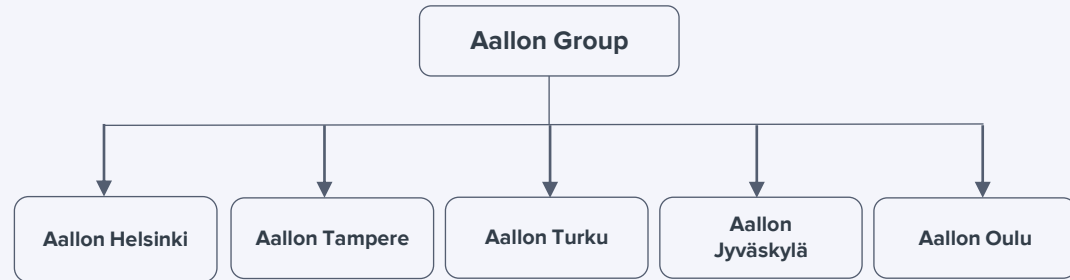 Aallon Group
Aallon Helsinki
Aallon Tampere
Aallon Turku
Aallon
Jyväskylä
Aallon Oulu